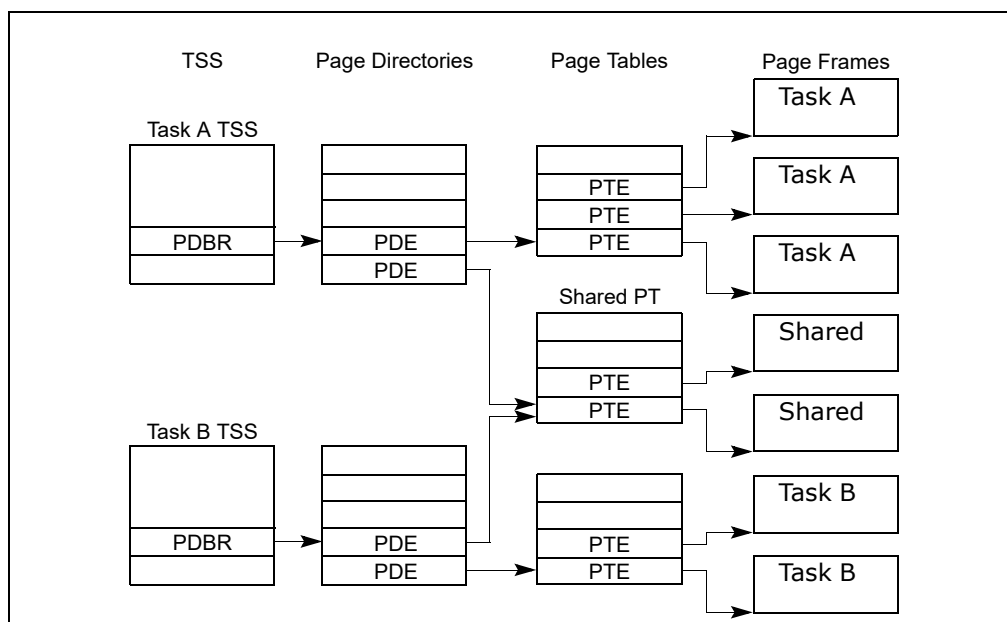 TSS Page Directories Page Tables Page Frames
Task A
Task A TSS
Task A
PTE
PTE
PDBR PDE PTE
Task A
PDE
Shared PT
Shared
PTE
PTE
Shared
Task B TSS
Task B
PDBR PDE PTE
PDE PTE
Task B